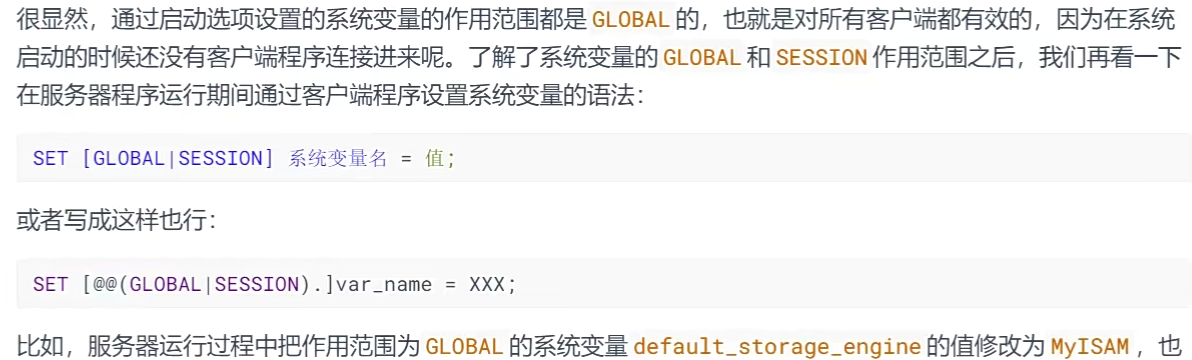 很显然，通过启动选项设置的系统变量的作用范围都是 GLOBAL 的，也就是对所有客户端都有效的，因为在系统
启动的时候还没有客户端程序连接进来呢。了解了系统变量的 GLOBAL 和 SESSION 作用范围之后，我们再看一下
在服务器程序运行期间通过客户端程序设置系统变量的语法：
SET [GLOBAL|SESSION] 系统变量名 = 值;
或者写成这样也行：
SET [@@(GLOBAL|SESSION).]var_name = XXX;
比如，服务器运行过程中把作用范围为 GLOBAL 的系统变量 default_storage_engine 的值修改为 MyISAM ，也